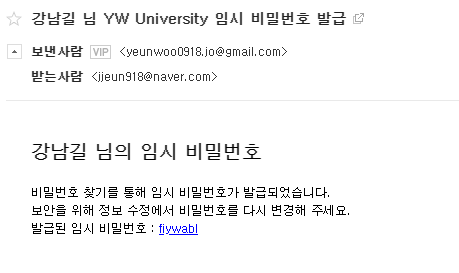 강남길 님 YW University 임시 비밀번호 발급
보낸사람 VIP <yeunwoo0918.jo@gmail.com>
받는사람 <jjeun918@naver.com>
강남길 님의 임시 비밀번호
비밀번호 찾기를 통해 임시 비밀번호가 발급되었습니다.
보안을 위해 정보 수정에서 비밀번호를 다시 변경해 주세요.
발급된 임시 비밀번호 : fiywabl